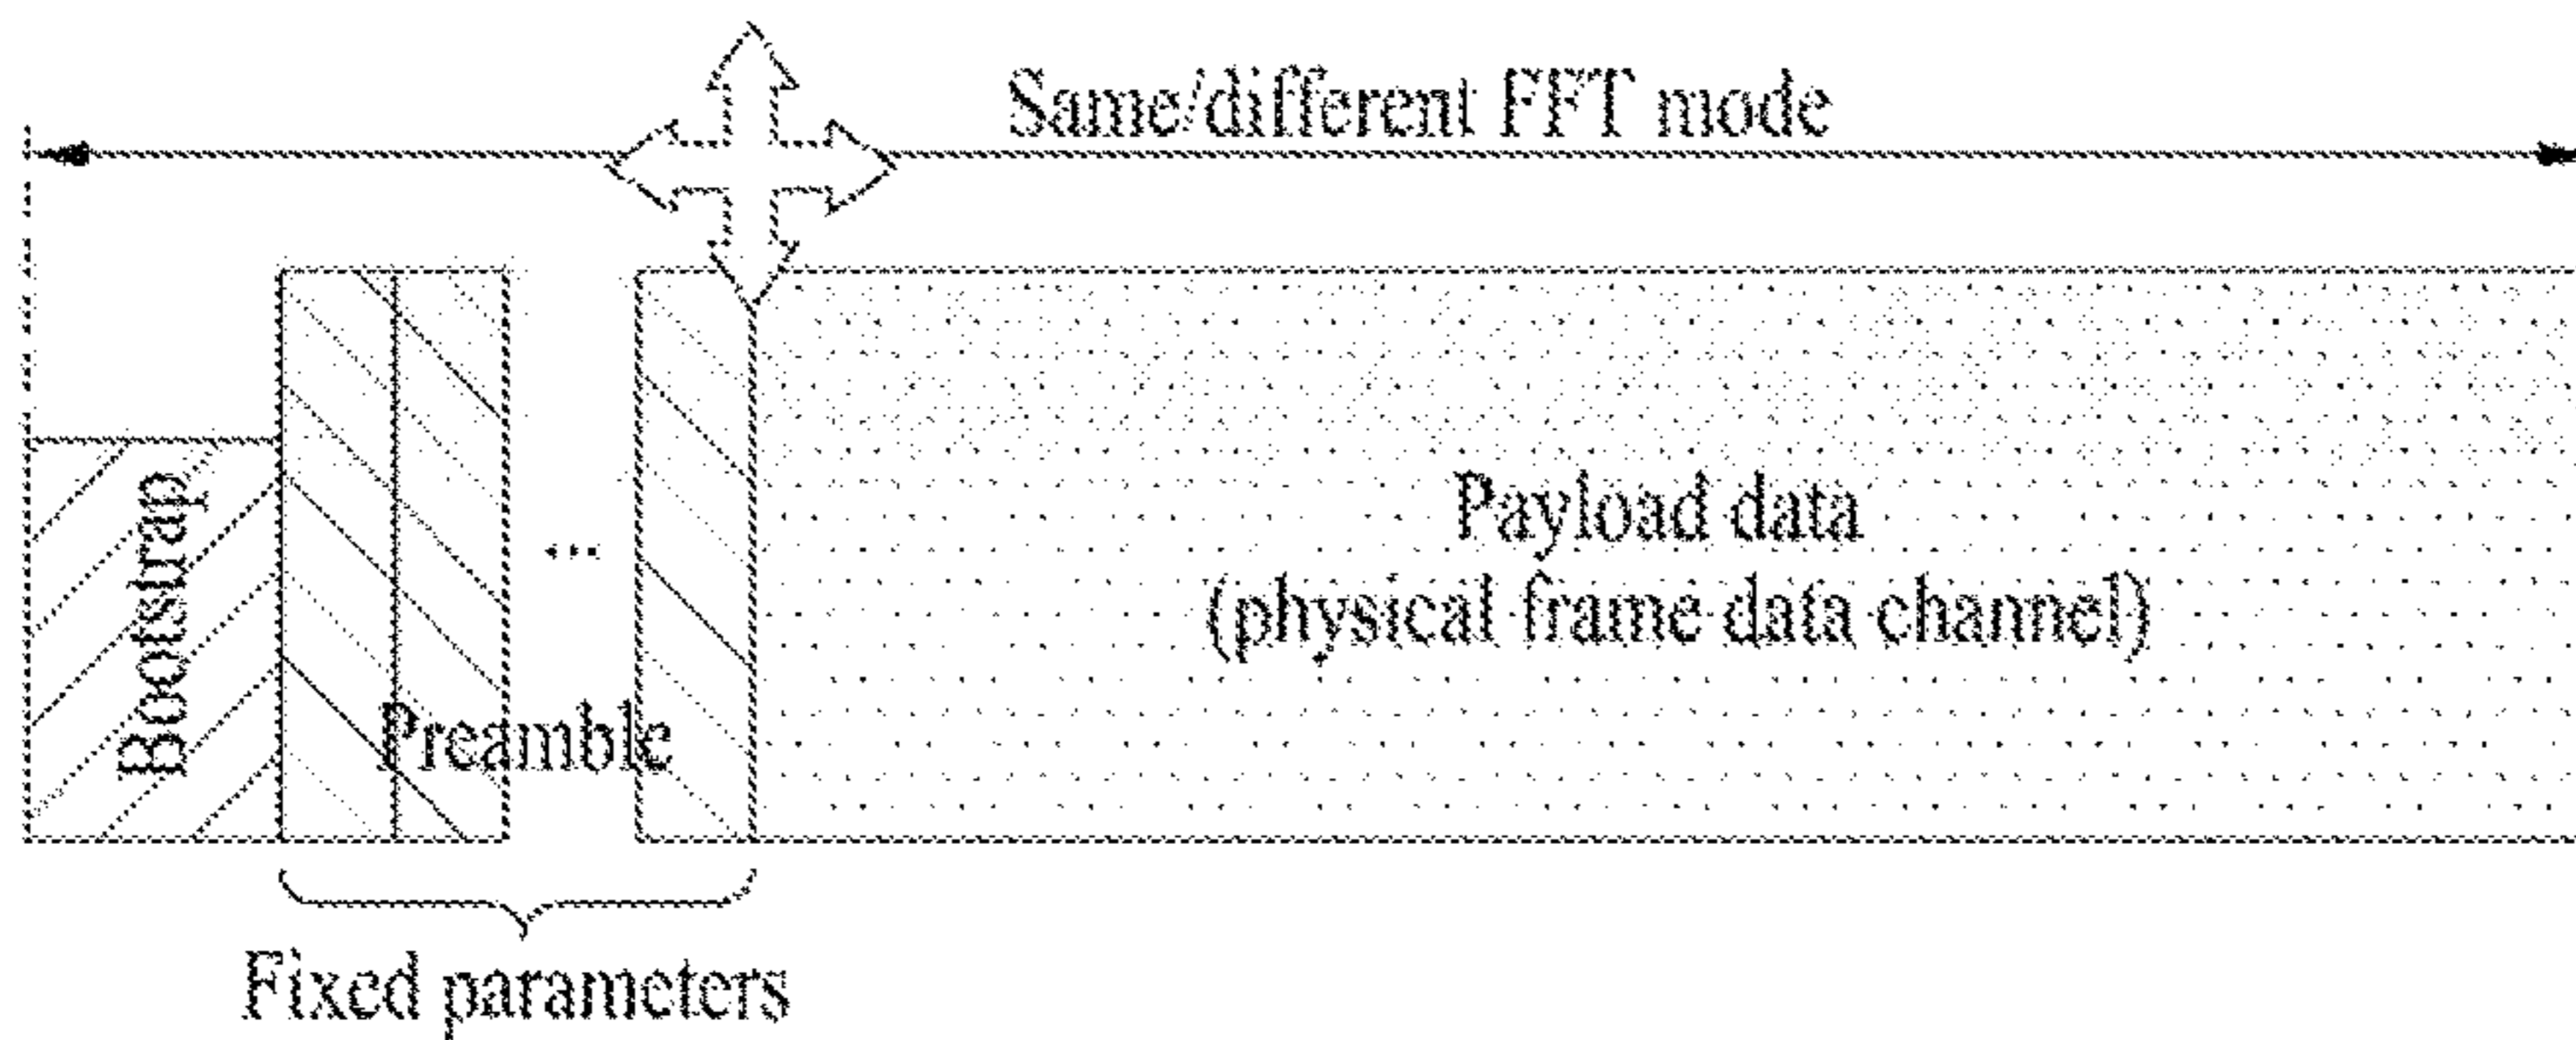 Same/different FFT mode
Bootstrap
...
Preamble
Payload data
(physical frame data channel)
Fixed parameters